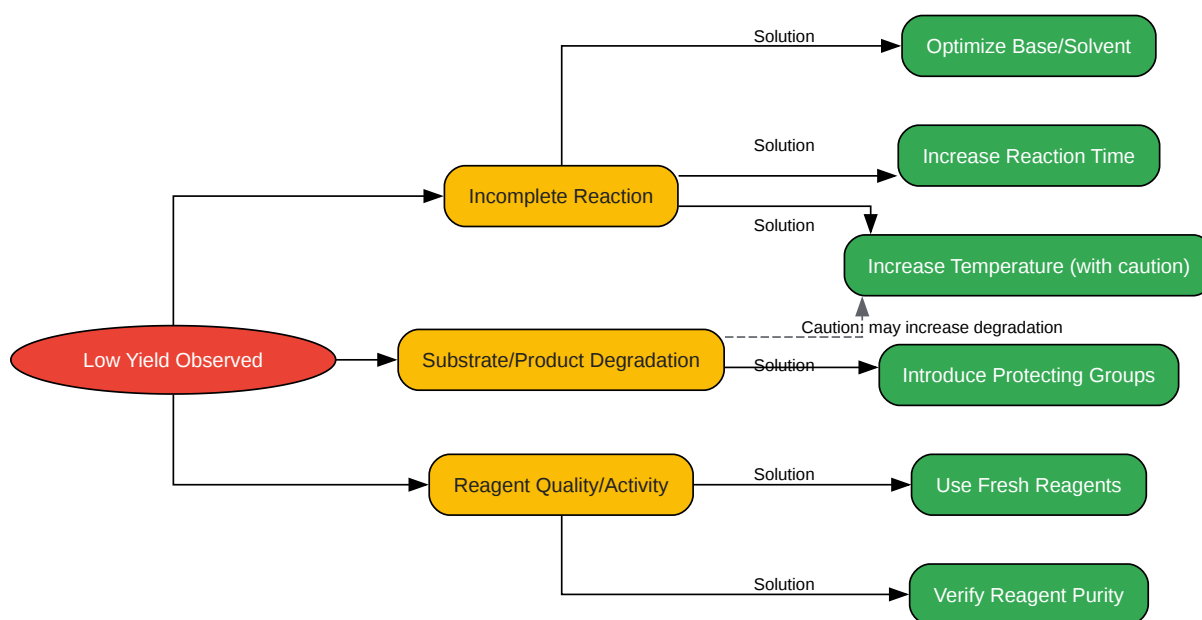 Solution
Optimize Base/Solvent
Solution
Increase Reaction Time
Incomplete Reaction
Solution
Increase Temperature (with caution)
Caution: may increase degradation
Low Yield Observed
Substrate/Product Degradation
Solution
Introduce Protecting Groups
Reagent Quality/Activity
Solution
Use Fresh Reagents
Solution
Verify Reagent Purity